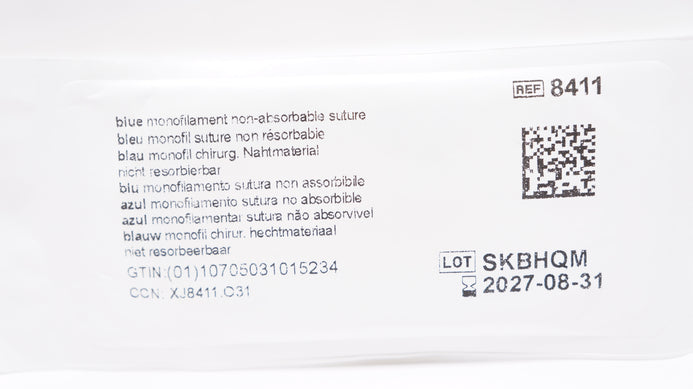 REF 8411
blue monofilament non-absorbable suture
bleu monofil suture non résorbable
blau monofil chirurg. Nahtmaterial
nicht resorbierbar
blu monofilamento sutura non assorbibile
azul monofilamento sutura no absorbible
azul monofilamentar sutura não absorvível
blauw monofil chirur. hechtmateriaal
niet resorbeerbaar
GTIN:(01)10705031015234
CCN: XJ8411.O31
LOT SKBHQM
2027-08-31